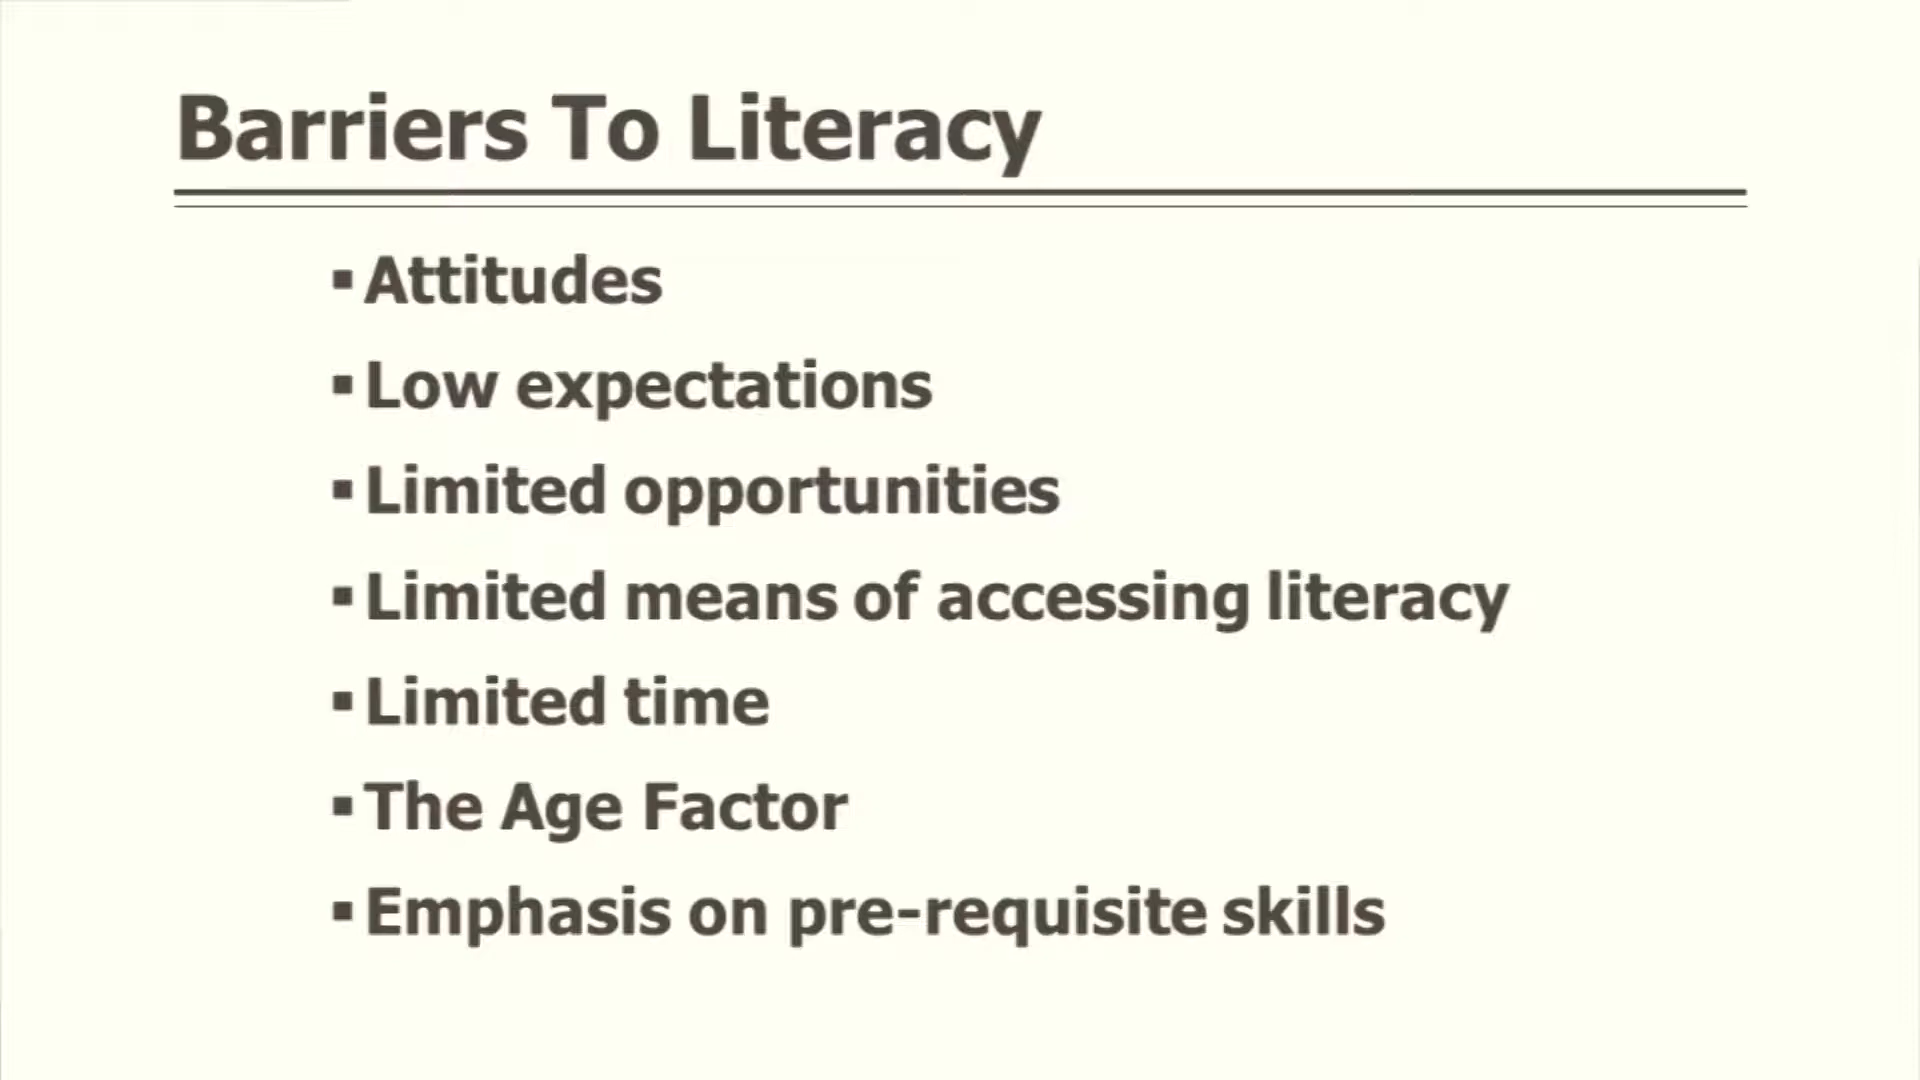 Barriers To Literacy
▪ Attitudes
▪ Low expectations
▪ Limited opportunities
▪ Limited means of accessing literacy
▪ Limited time
▪ The Age Factor
▪ Emphasis on pre-requisite skills